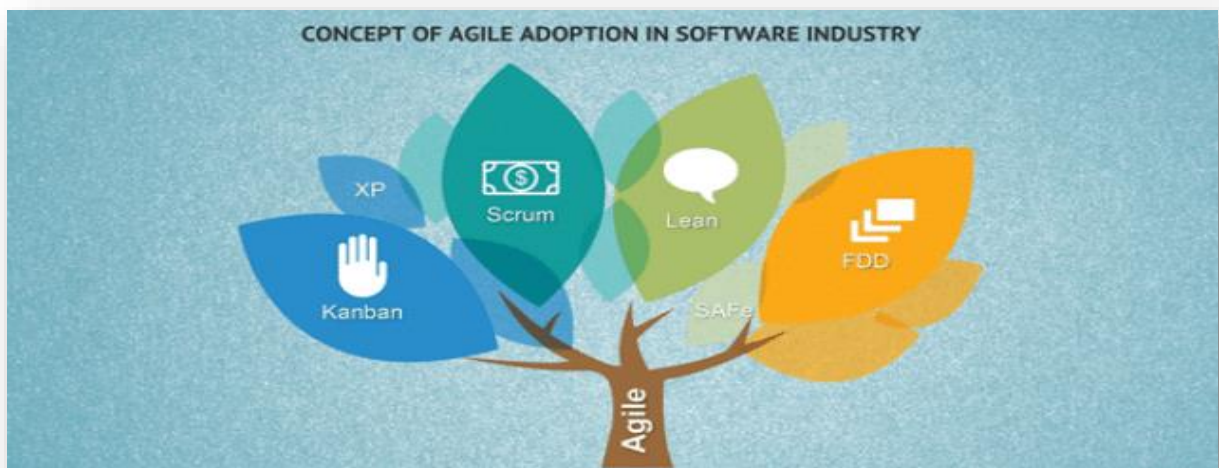 CONCEPT OF AGILE ADOPTION IN SOFTWARE INDUSTRY
XP
Scrum
Lean
FDD
Kanban
SAFe
Agile